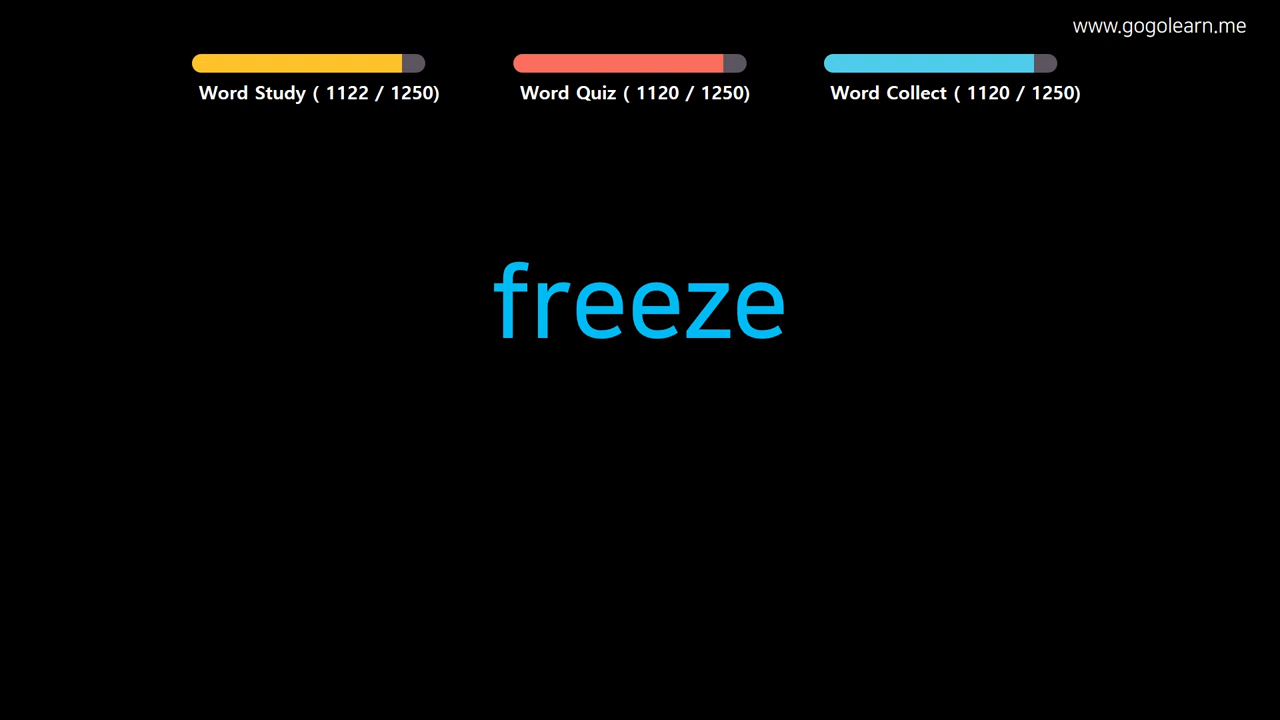 www.gogolearn.me
Word Study ( 1122 / 1250)
Word Quiz ( 1120 / 1250)
Word Collect ( 1120 / 1250)
freeze